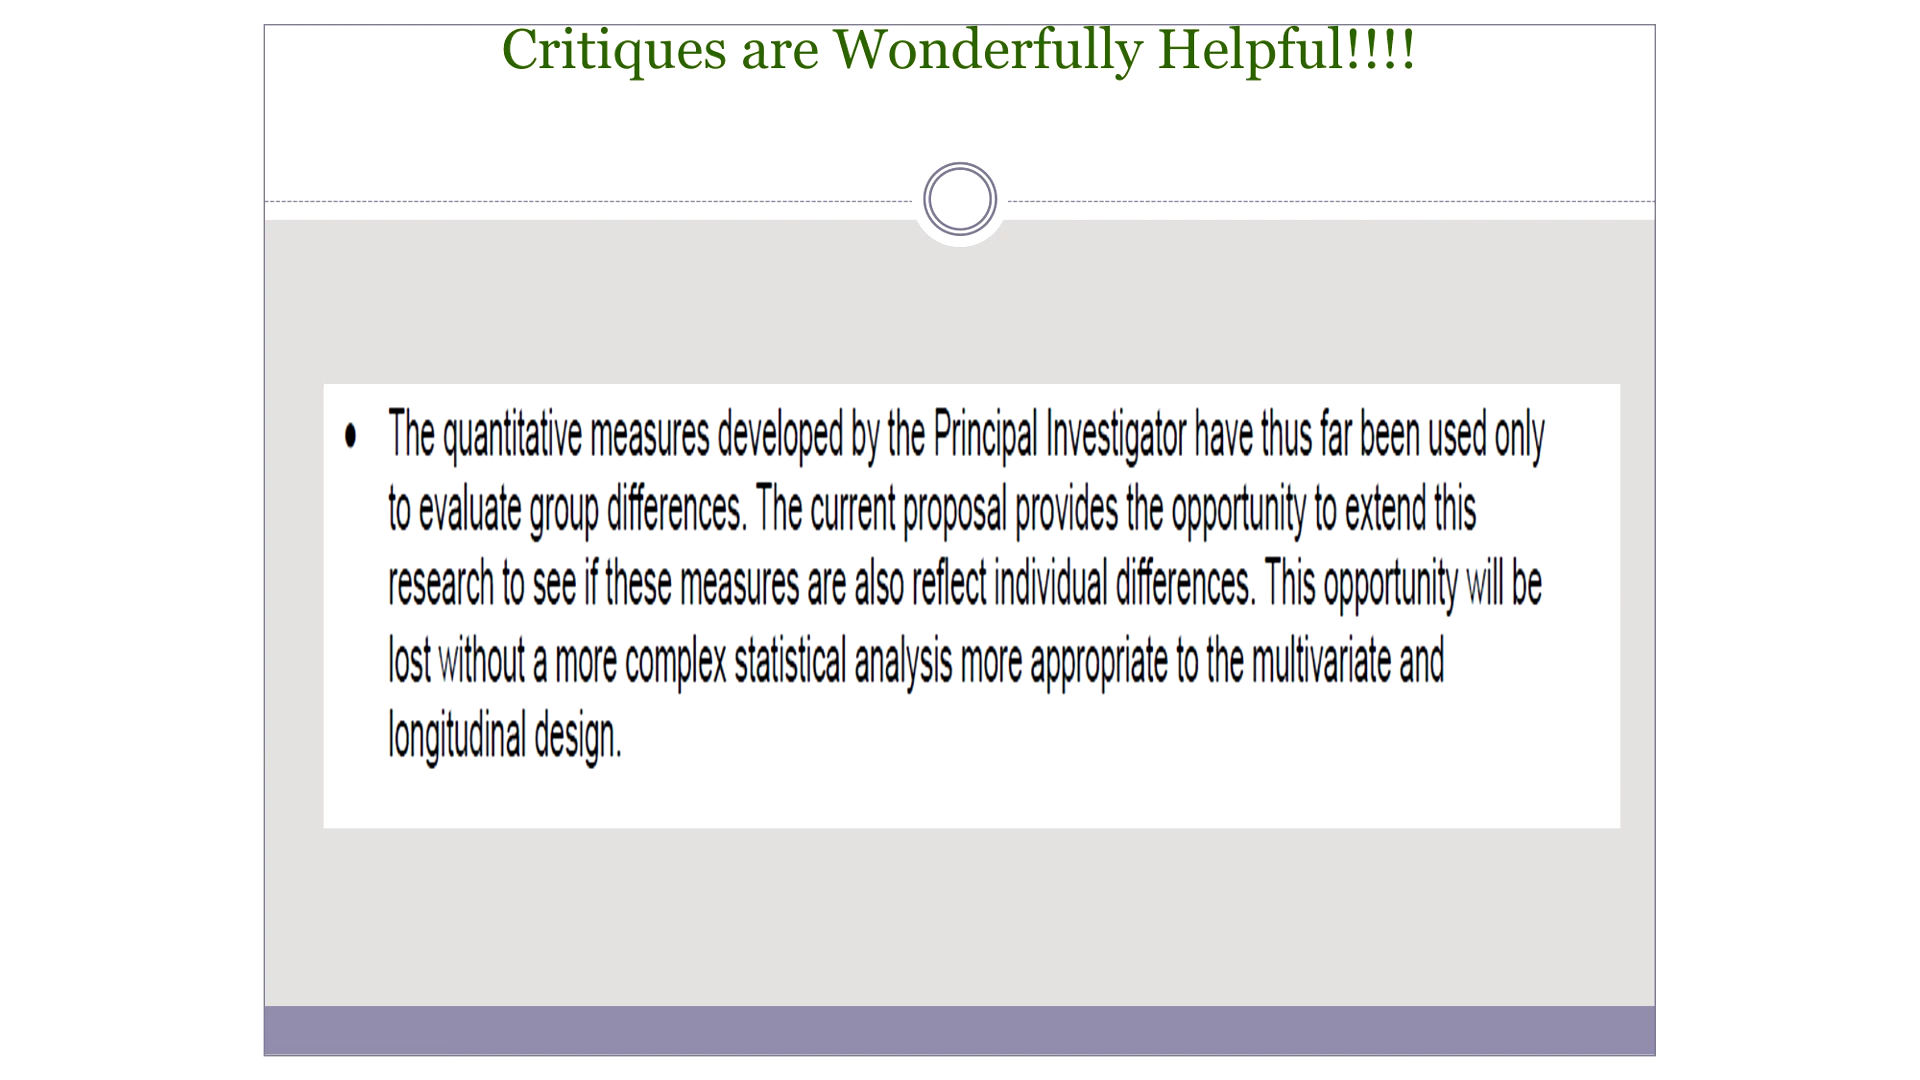 Critiques are Wonderfully Helpful!!!!
• The quantitative measures developed by the Principal Investigator have thus far been used only
to evaluate group differences. The current proposal provides the opportunity to extend this
research to see if these measures are also reflect individual differences. This opportunity will be
lost without a more complex statistical analysis more appropriate to the multivariate and
longitudinal design.